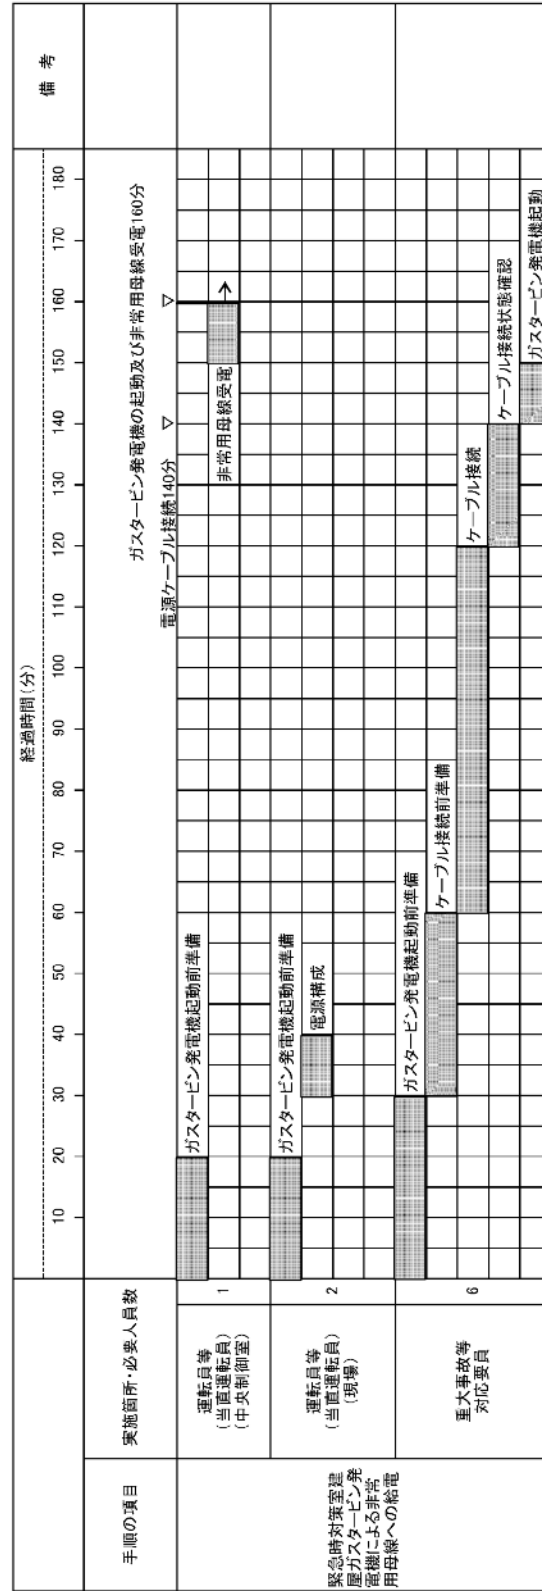 経過時間(分)
備考
手順の項目
実施箇所・必要人員数
10 20 30 40 50 60 70 80 90 100 110 120 130 140 150 160 170 180
ガスタービン発電機の起動及び非常用母線受電160分
▽
電源ケーブル接続140分
▽
緊急時対策室建
屋ガスタービン発
電機による非常
用母線への給電
運転員等
(当直運転員)
(中央制御室)
1
ガスタービン発電機起動前準備
非常用母線受電
運転員等
(当直運転員)
(現場)
2
ガスタービン発電機起動前準備
電源構成
重大事故等
対応要員
6
ガスタービン発電機起動前準備
ケーブル接続前準備
ケーブル接続
ケーブル接続状態確認
ガスタービン発電機起動